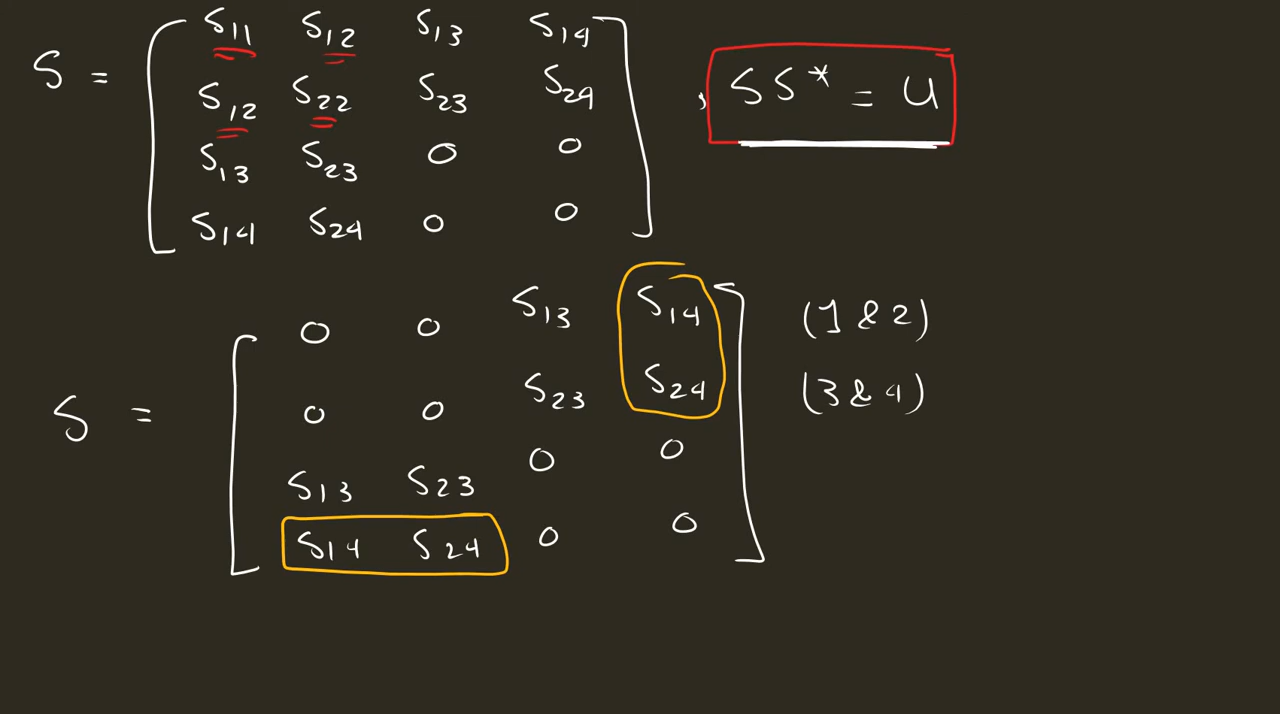 S = [ S11 S12 S13 S14
S12 S22 S23 S24
S13 S23 0 0
S14 S24 0 0 ] , SS* = U
S = [ 0 0 S13 S14
0 0 S23 S24
S13 S23 0 0
S14 S24 0 0 ]
(1 & 2)
(3 & 4)